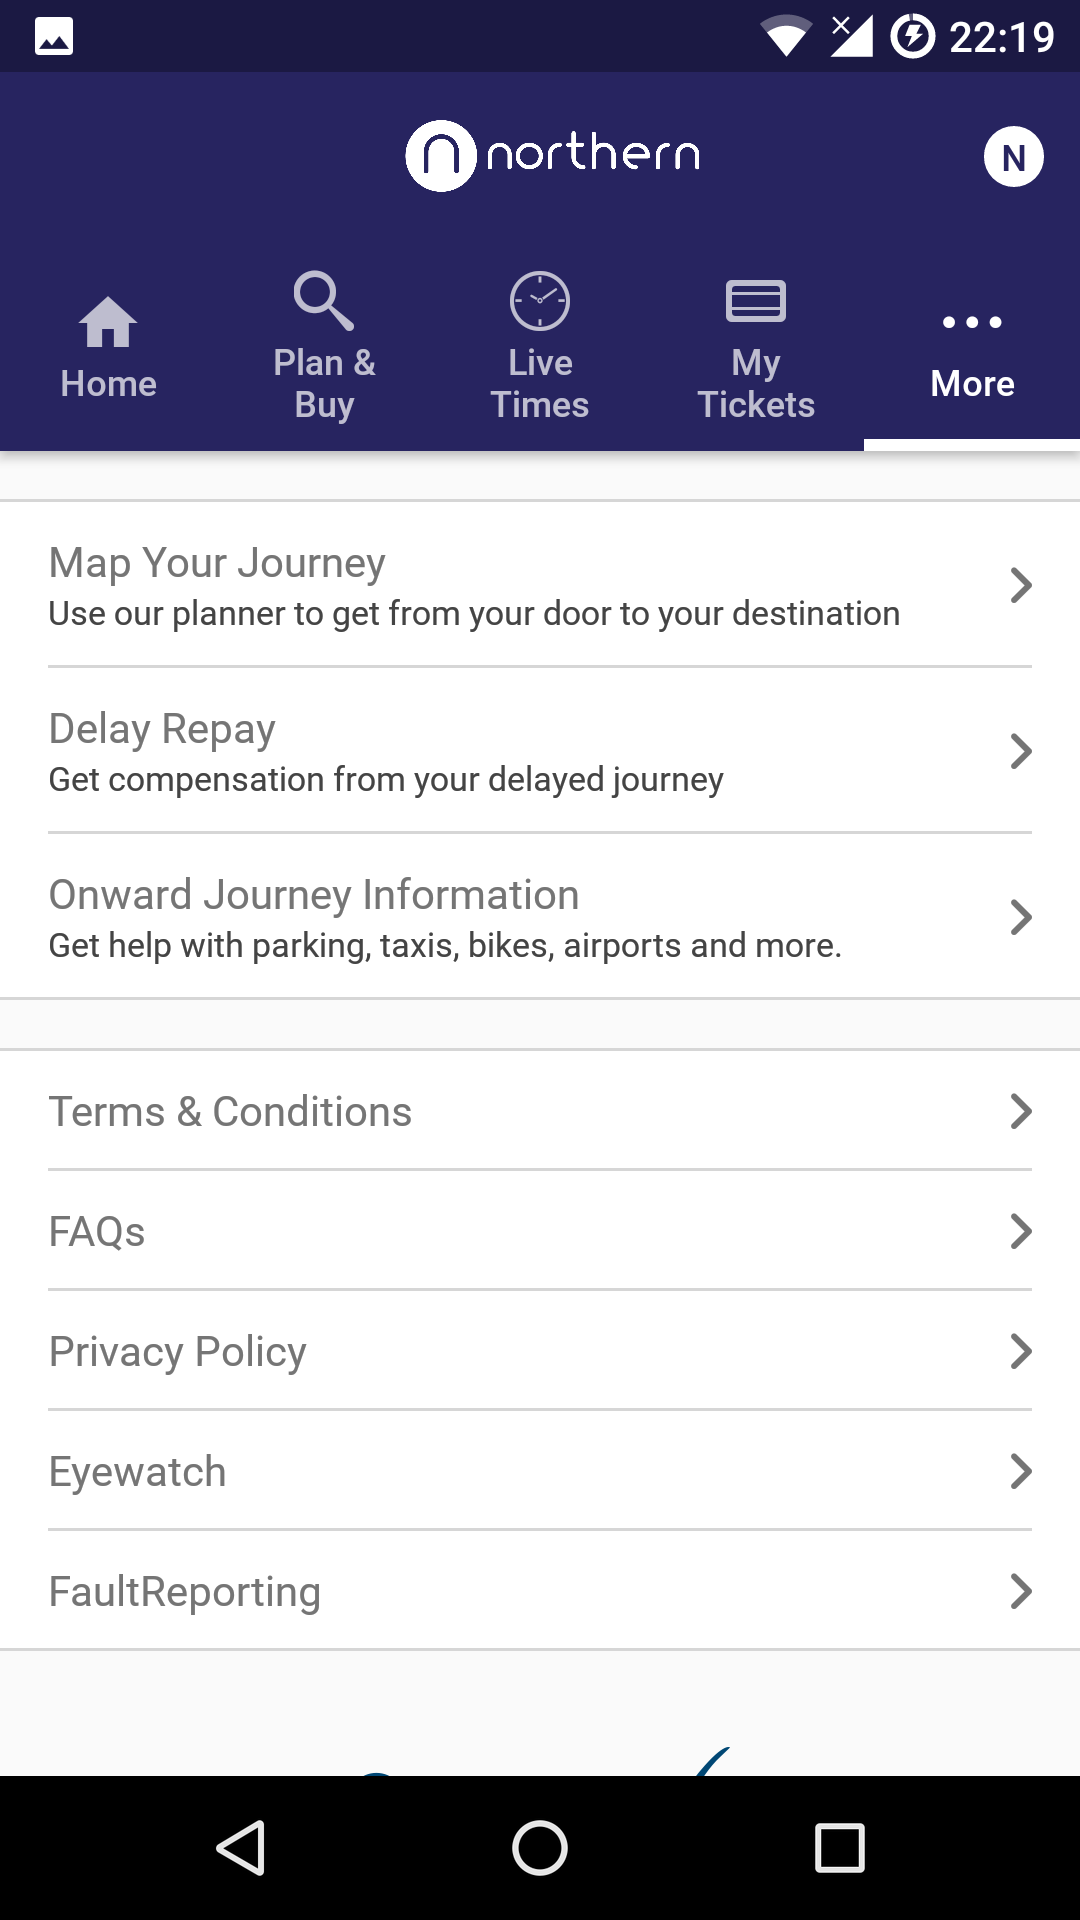 22:19
northern
N
Home
Plan &
Buy
Live
Times
My
Tickets
More
Map Your Journey
Use our planner to get from your door to your destination
Delay Repay
Get compensation from your delayed journey
Onward Journey Information
Get help with parking, taxis, bikes, airports and more.
Terms & Conditions
FAQs
Privacy Policy
Eyewatch
FaultReporting